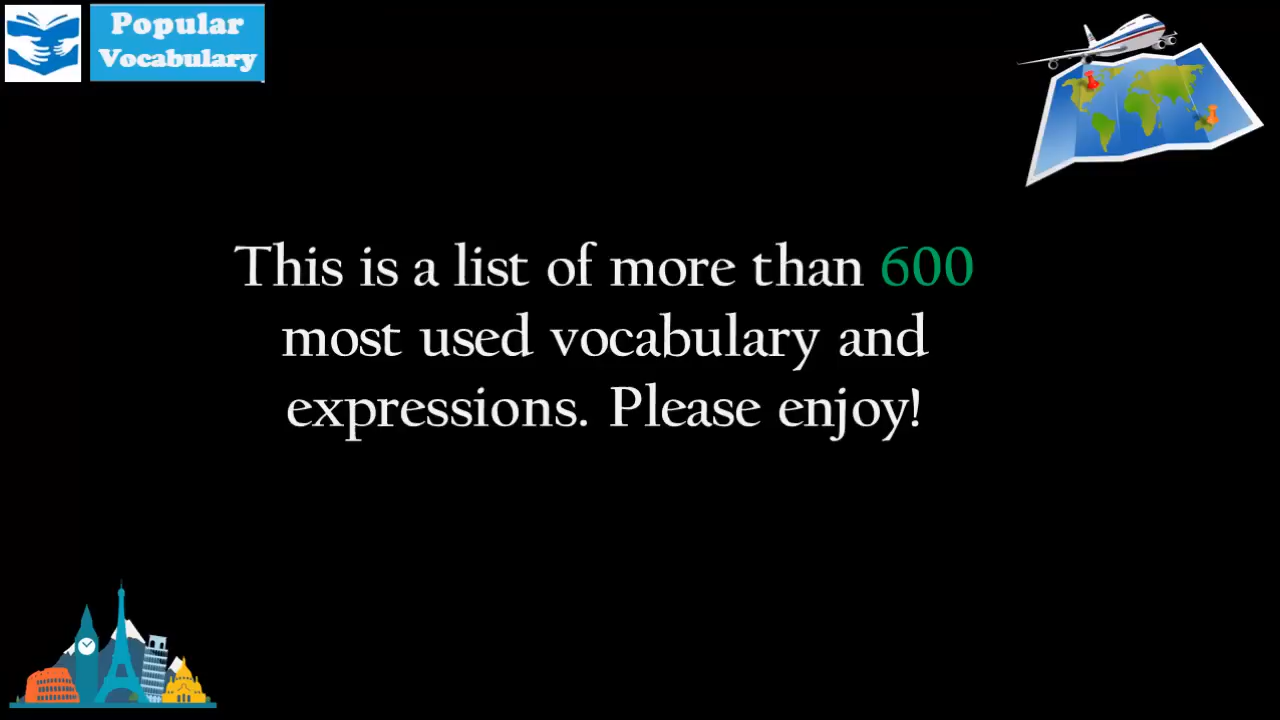 Popular
Vocabulary
This is a list of more than 600
most used vocabulary and
expressions. Please enjoy!